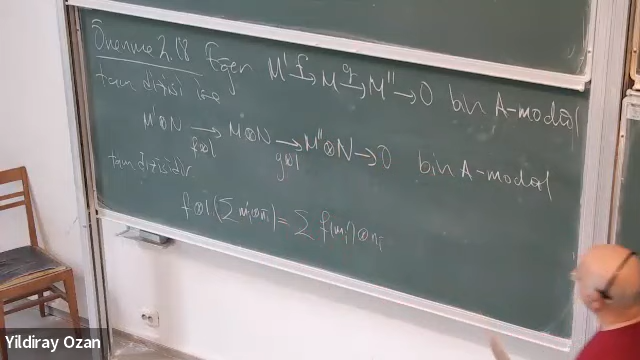 Önerme 2.18 Eğer M' f→ M g→ M'' → 0 bir A-modül
tam dizisi ise
M'⊗N →f⊗1 M⊗N →g⊗1 M''⊗N → 0 bir A-modül
tam dizisidir
f⊗1 (∑ m'ᵢ⊗nᵢ) = ∑ f(m'ᵢ)⊗nᵢ
Yildiray Ozan